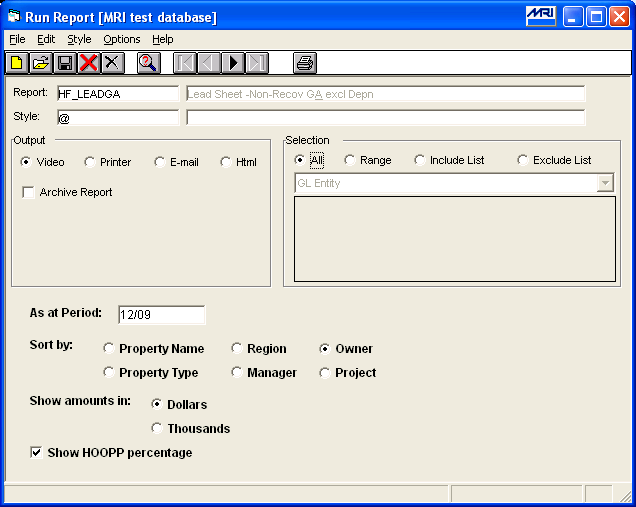 Run Report [MRI test database]
MRI
File Edit Style Options Help
Report: HF_LEADGA Lead Sheet -Non-Recov GA excl Depn
Style: @
Output
Video Printer E-mail Html
Archive Report
Selection
All Range Include List Exclude List
GL Entity
As at Period: 12/09
Sort by: Property Name Region Owner
Property Type Manager Project
Show amounts in: Dollars
Thousands
Show HOOPP percentage